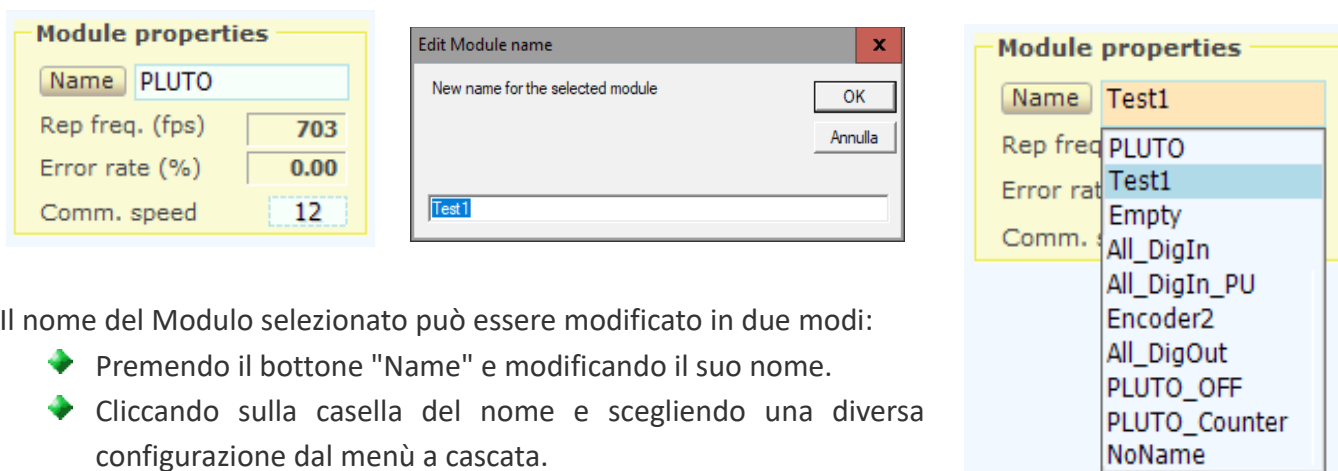 Module properties
Name PLUTO
Rep freq. (fps) 703
Error rate (%) 0.00
Comm. speed 12
Edit Module name
x
New name for the selected module
OK
Annulla
Test1
Module properties
Name Test1
Rep freq
Error rat
Comm. s
PLUTO
Test1
Empty
All_DigIn
All_DigIn_PU
Encoder2
All_DigOut
PLUTO_OFF
PLUTO_Counter
NoName
Il nome del Modulo selezionato può essere modificato in due modi:
Premendo il bottone "Name" e modificando il suo nome.
Cliccando sulla casella del nome e scegliendo una diversa
configurazione dal menù a cascata.